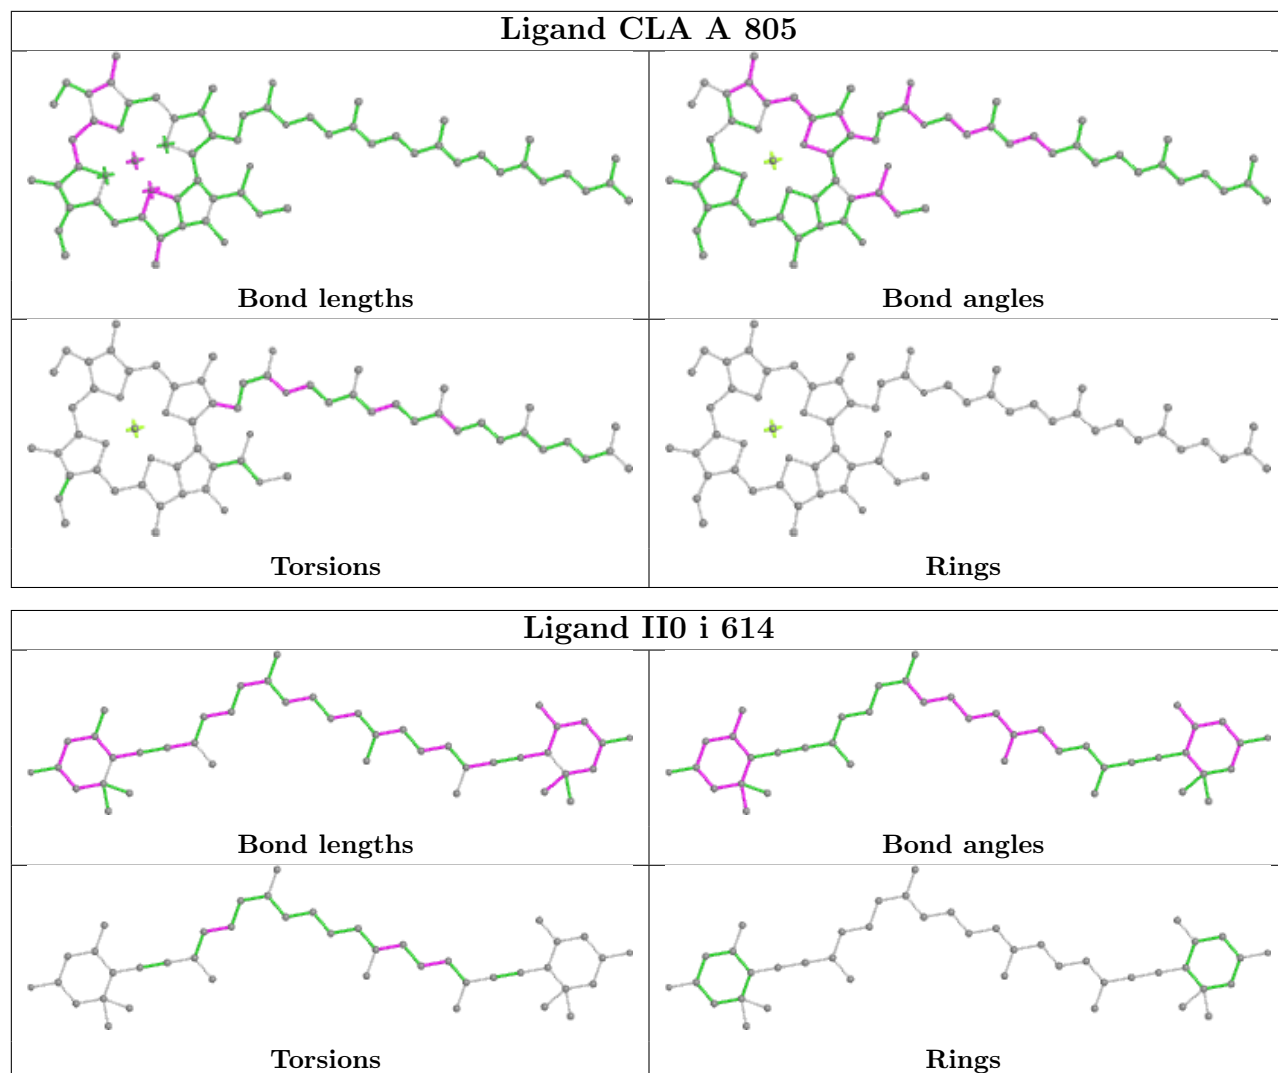 Ligand CLA A 805
Bond lengths
Bond angles
Torsions
Rings
Ligand II0 i 614
Bond lengths
Bond angles
Torsions
Rings